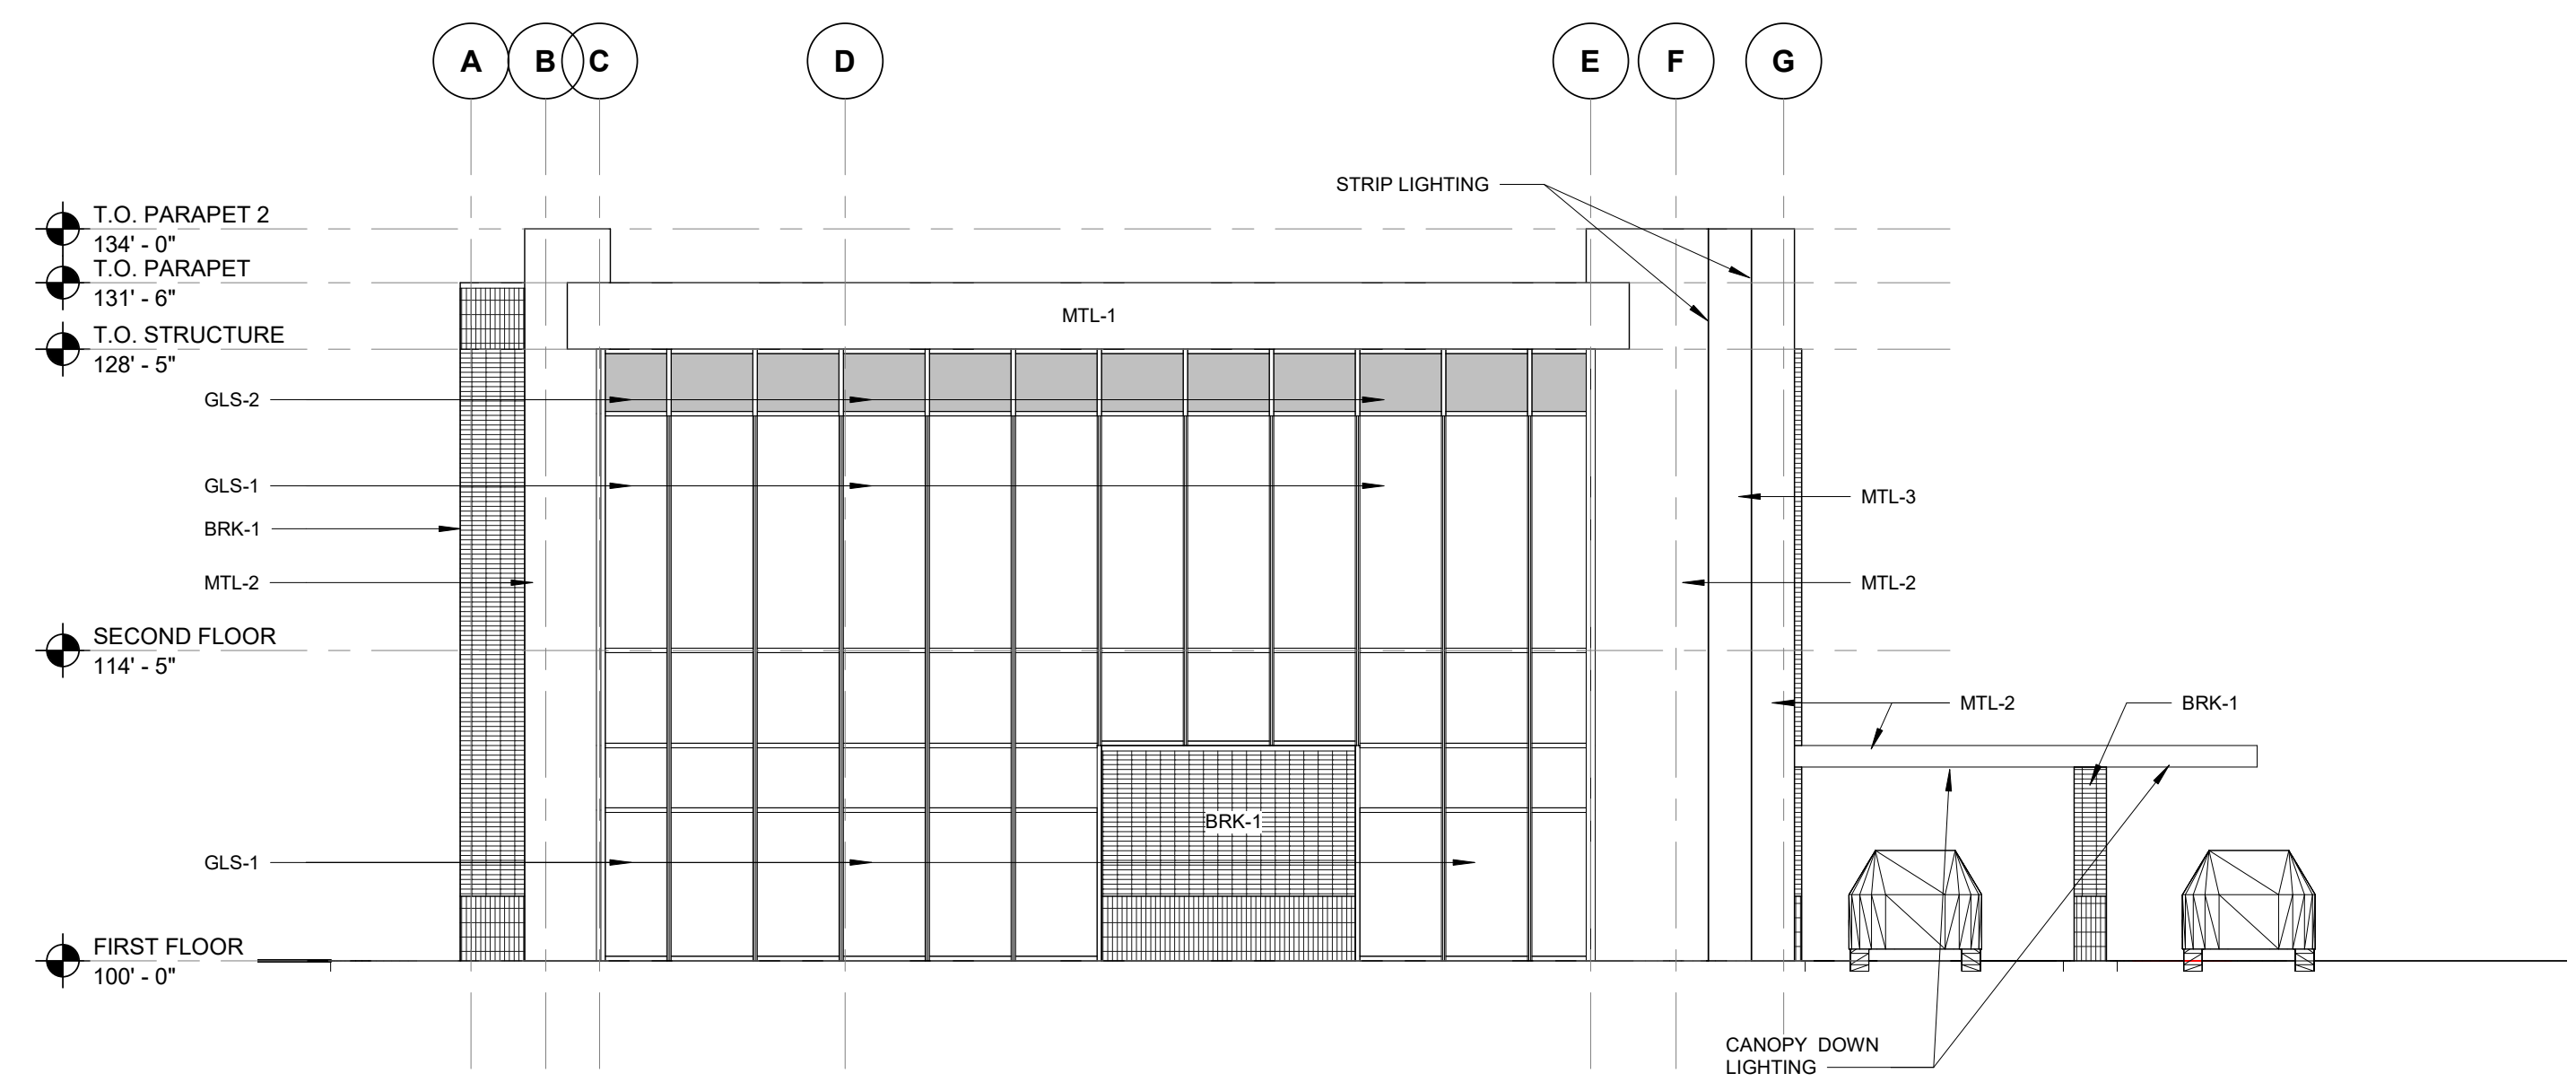 A B C D E F G
STRIP LIGHTING
T.O. PARAPET 2
134' - 0"
T.O. PARAPET
131' - 6"
MTL-1
T.O. STRUCTURE
128' - 5"
GLS-2
GLS-1
MTL-3
BRK-1
MTL-2
MTL-2
SECOND FLOOR
114' - 5"
MTL-2
BRK-1
BRK-1
GLS-1
FIRST FLOOR
100' - 0"
CANOPY DOWN
LIGHTING